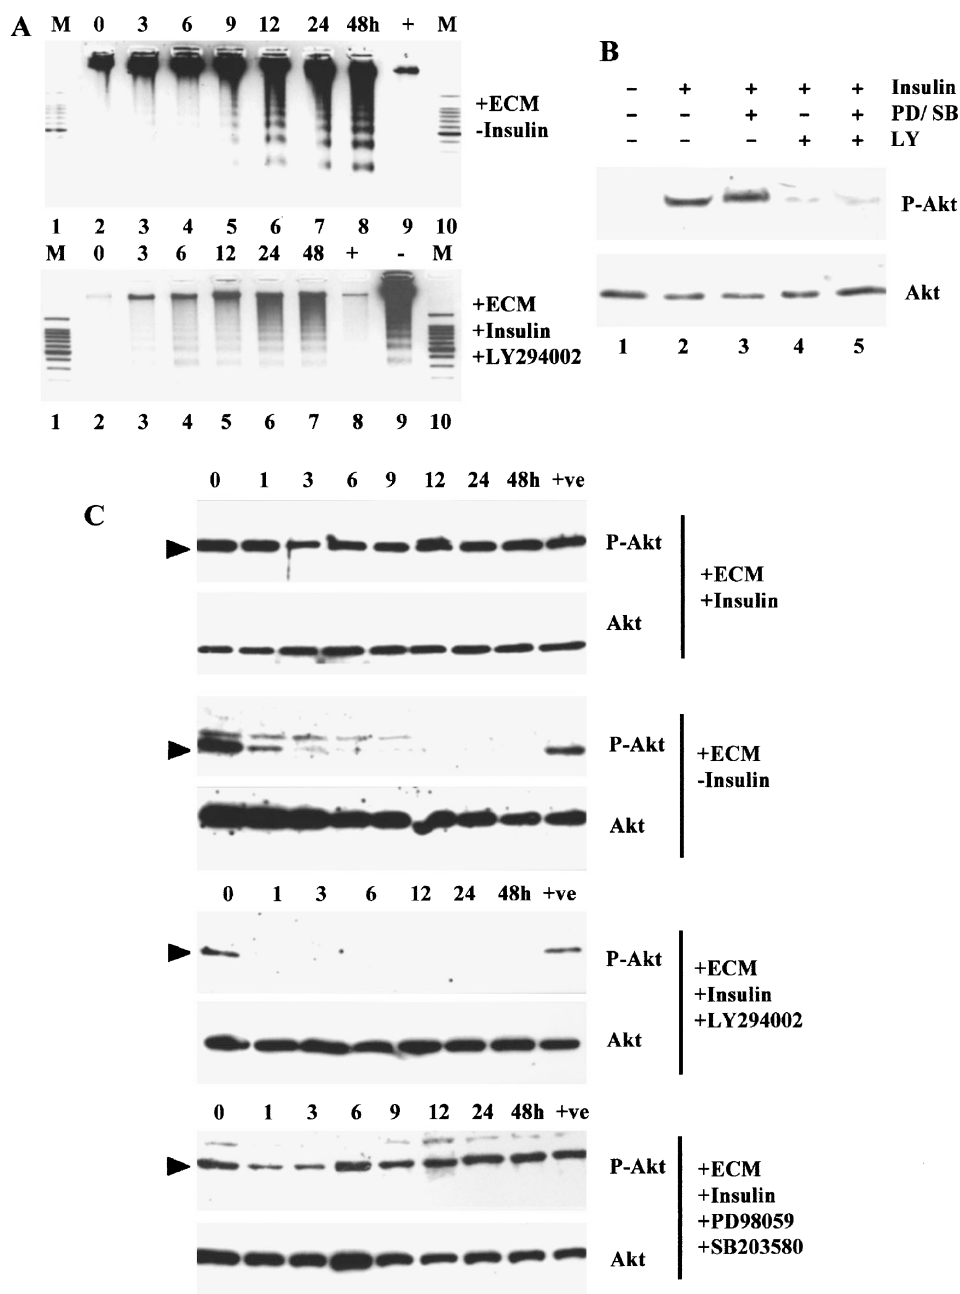 A
M 0 3 6 9 12 24 48h + M
+ECM
-Insulin
1 2 3 4 5 6 7 8 9 10
M 0 3 6 12 24 48 + - M
+ECM
+Insulin
+LY294002
1 2 3 4 5 6 7 8 9 10
B
- + + + + Insulin
- - + - + PD/ SB
- - - + + LY
P-Akt
Akt
1 2 3 4 5
C
0 1 3 6 9 12 24 48h +ve
P-Akt
Akt
+ECM
+Insulin
P-Akt
Akt
+ECM
-Insulin
0 1 3 6 12 24 48h +ve
P-Akt
Akt
+ECM
+Insulin
+LY294002
0 1 3 6 9 12 24 48h +ve
P-Akt
Akt
+ECM
+Insulin
+PD98059
+SB203580